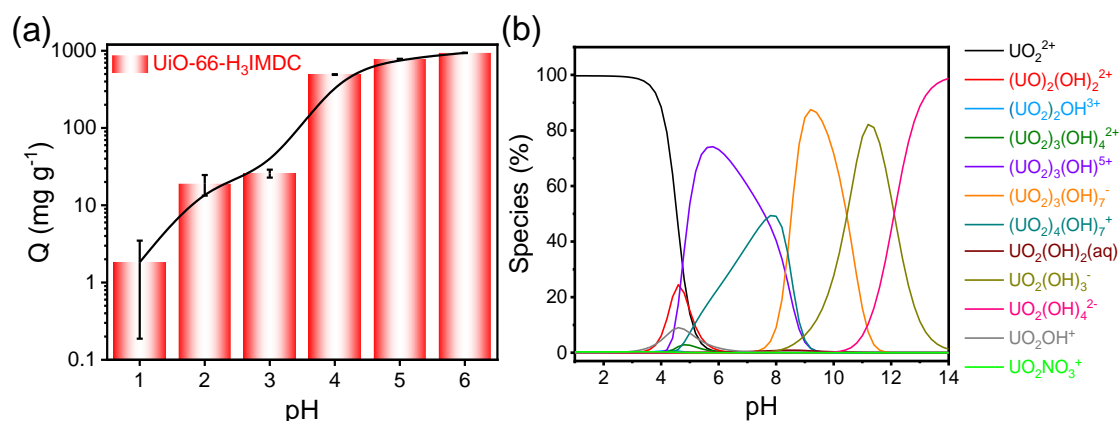 (a)
UiO-66-H₃IMDC
1000
100
10
1
0.1
Q (mg g⁻¹)
1 2 3 4 5 6
pH
(b)
100
80
60
40
20
0
Species (%)
2 4 6 8 10 12 14
pH
UO₂²⁺
(UO)₂(OH)₂²⁺
(UO₂)₂OH³⁺
(UO₂)₃(OH)₄²⁺
(UO₂)₃(OH)⁵⁺
(UO₂)₃(OH)₇⁻
(UO₂)₄(OH)₇⁺
UO₂(OH)₂(aq)
UO₂(OH)₃⁻
UO₂(OH)₄²⁻
UO₂OH⁺
UO₂NO₃⁺